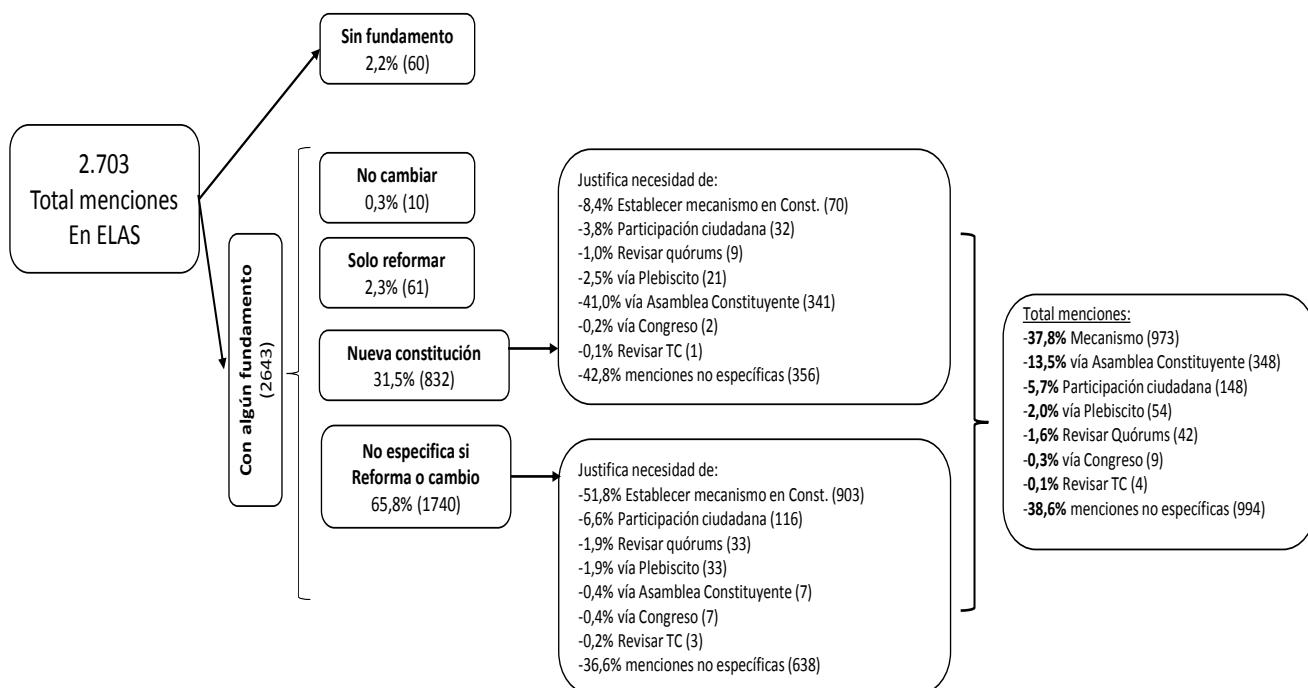 2.703
Total menciones
En ELAS
Sin fundamento
2,2% (60)
Con algún fundamento
(2643)
No cambiar
0,3% (10)
Solo reformar
2,3% (61)
Nueva constitución
31,5% (832)
No especifica si
Reforma o cambio
65,8% (1740)
Justifica necesidad de:
-8,4% Establecer mecanismo en Const. (70)
-3,8% Participación ciudadana (32)
-1,0% Revisar quórums (9)
-2,5% vía Plebiscito (21)
-41,0% vía Asamblea Constituyente (341)
-0,2% vía Congreso (2)
-0,1% Revisar TC (1)
-42,8% menciones no específicas (356)
Justifica necesidad de:
-51,8% Establecer mecanismo en Const. (903)
-6,6% Participación ciudadana (116)
-1,9% Revisar quórums (33)
-1,9% vía Plebiscito (33)
-0,4% vía Asamblea Constituyente (7)
-0,4% vía Congreso (7)
-0,2% Revisar TC (3)
-36,6% menciones no específicas (638)
Total menciones:
-37,8% Mecanismo (973)
-13,5% vía Asamblea Constituyente (348)
-5,7% Participación ciudadana (148)
-2,0% vía Plebiscito (54)
-1,6% Revisar Quórums (42)
-0,3% vía Congreso (9)
-0,1% Revisar TC (4)
-38,6% menciones no específicas (994)